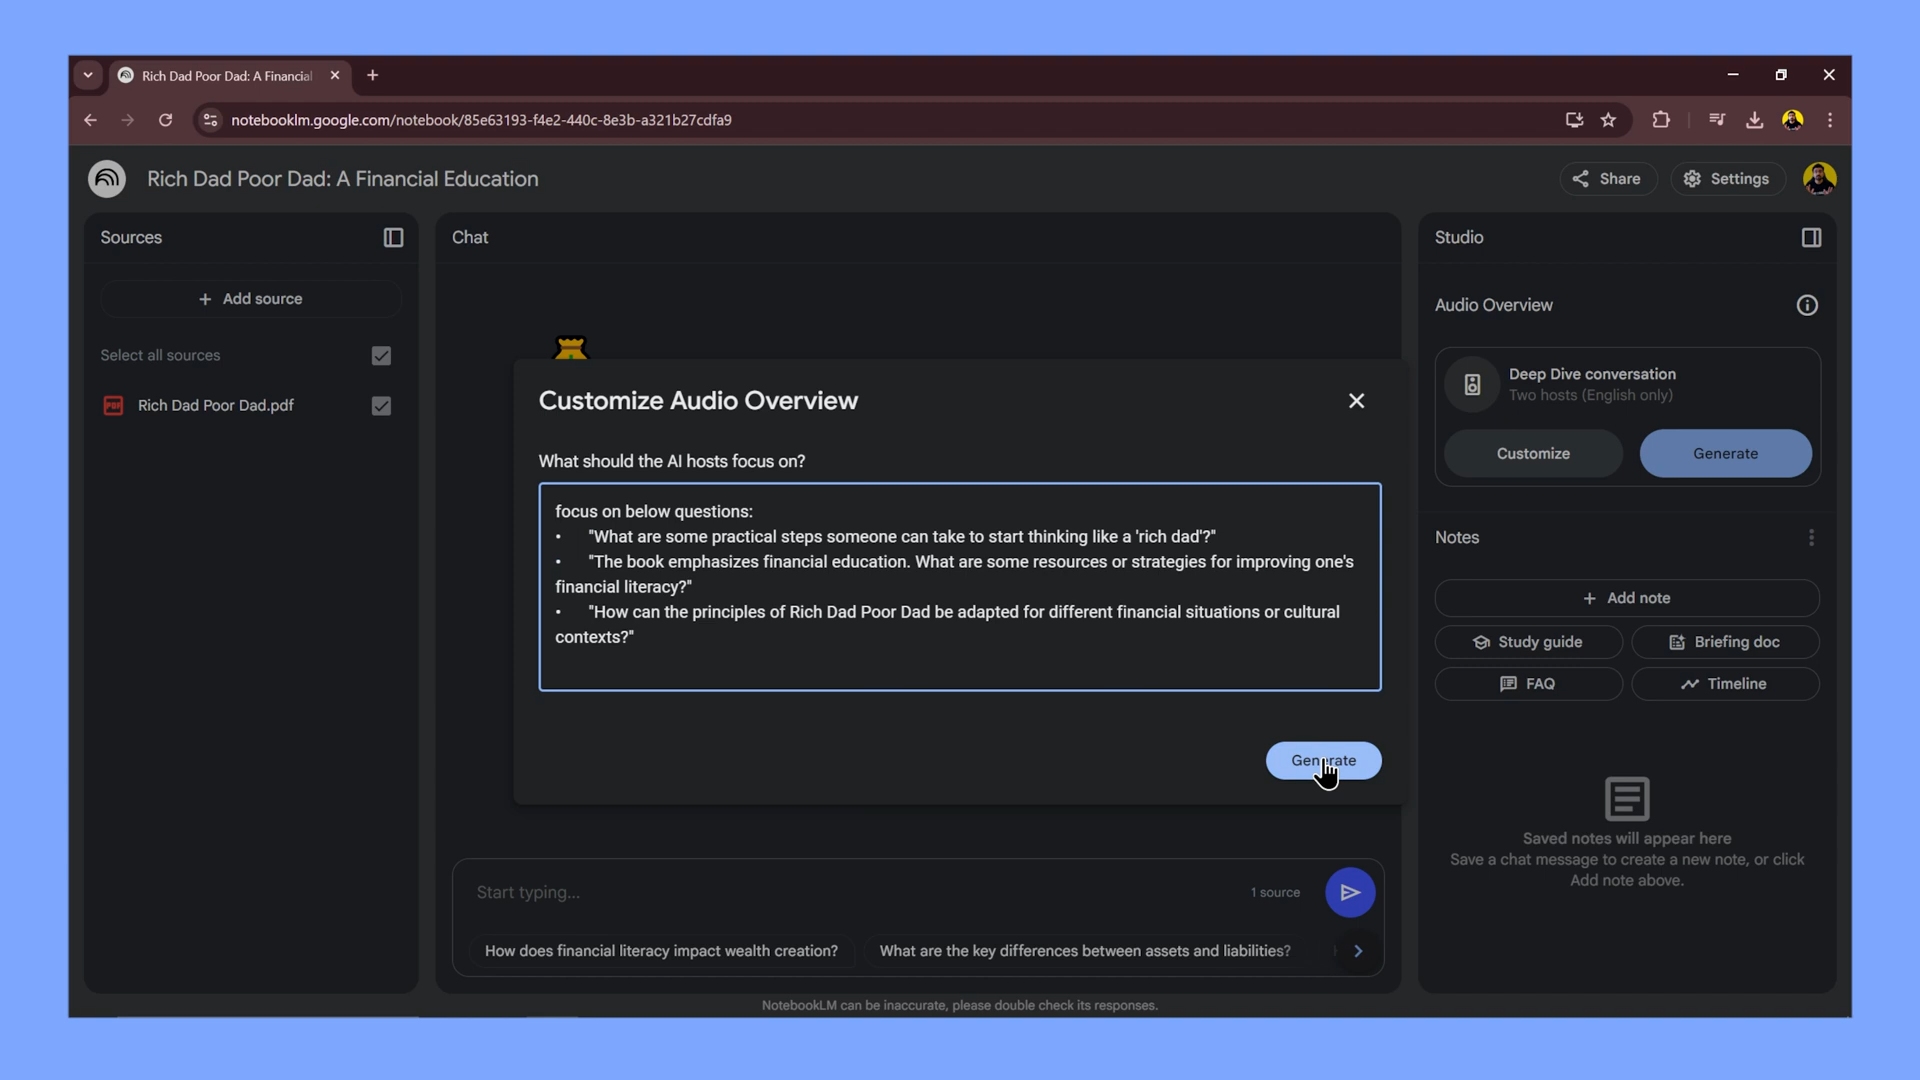 Rich Dad Poor Dad: A Financial
notebooklm.google.com/notebook/85e63193-f4e2-440c-8e3b-a321b27cdfa9
Rich Dad Poor Dad: A Financial Education
Share
Settings
Sources
Add source
Select all sources
PDF
Rich Dad Poor Dad.pdf
Chat
Customize Audio Overview
What should the AI hosts focus on?
focus on below questions:
• "What are some practical steps someone can take to start thinking like a 'rich dad'?"
• "The book emphasizes financial education. What are some resources or strategies for improving one's
financial literacy?"
• "How can the principles of Rich Dad Poor Dad be adapted for different financial situations or cultural
contexts?"
Generate
Start typing...
1 source
How does financial literacy impact wealth creation?
What are the key differences between assets and liabilities?
NotebookLM can be inaccurate, please double check its responses.
Studio
Audio Overview
Deep Dive conversation
Two hosts (English only)
Customize
Generate
Notes
Add note
Study guide
Briefing doc
FAQ
Timeline
Saved notes will appear here
Save a chat message to create a new note, or click
Add note above.